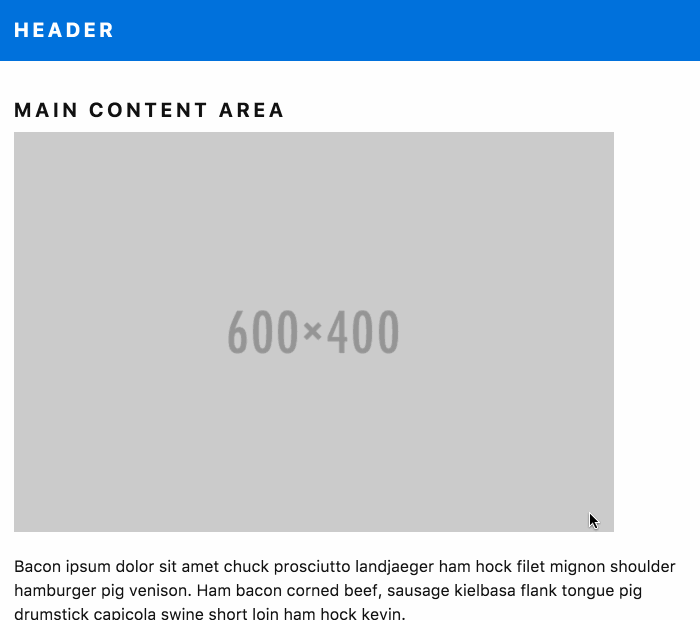 HEADER
MAIN CONTENT AREA
600×400
Bacon ipsum dolor sit amet chuck prosciutto landjaeger ham hock filet mignon shoulder
hamburger pig venison. Ham bacon corned beef, sausage kielbasa flank tongue pig
drumstick capicola swine short loin ham hock kevin.